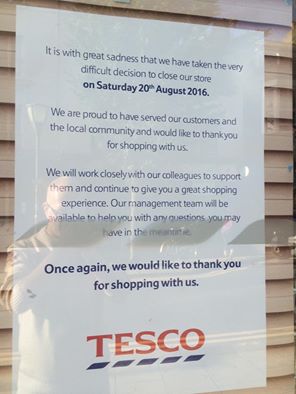 It is with great sadness that we have taken the very
difficult decision to close our store
on Saturday 20th August 2016.
We are proud to have served our customers and
the local community and would like to thank you
for shopping with us.
We will work closely with our colleagues to support
them and continue to give you a great shopping
experience. Our management team will be
available to help you with any questions you may
have in the meantime.
Once again, we would like to thank you
for shopping with us.
TESCO